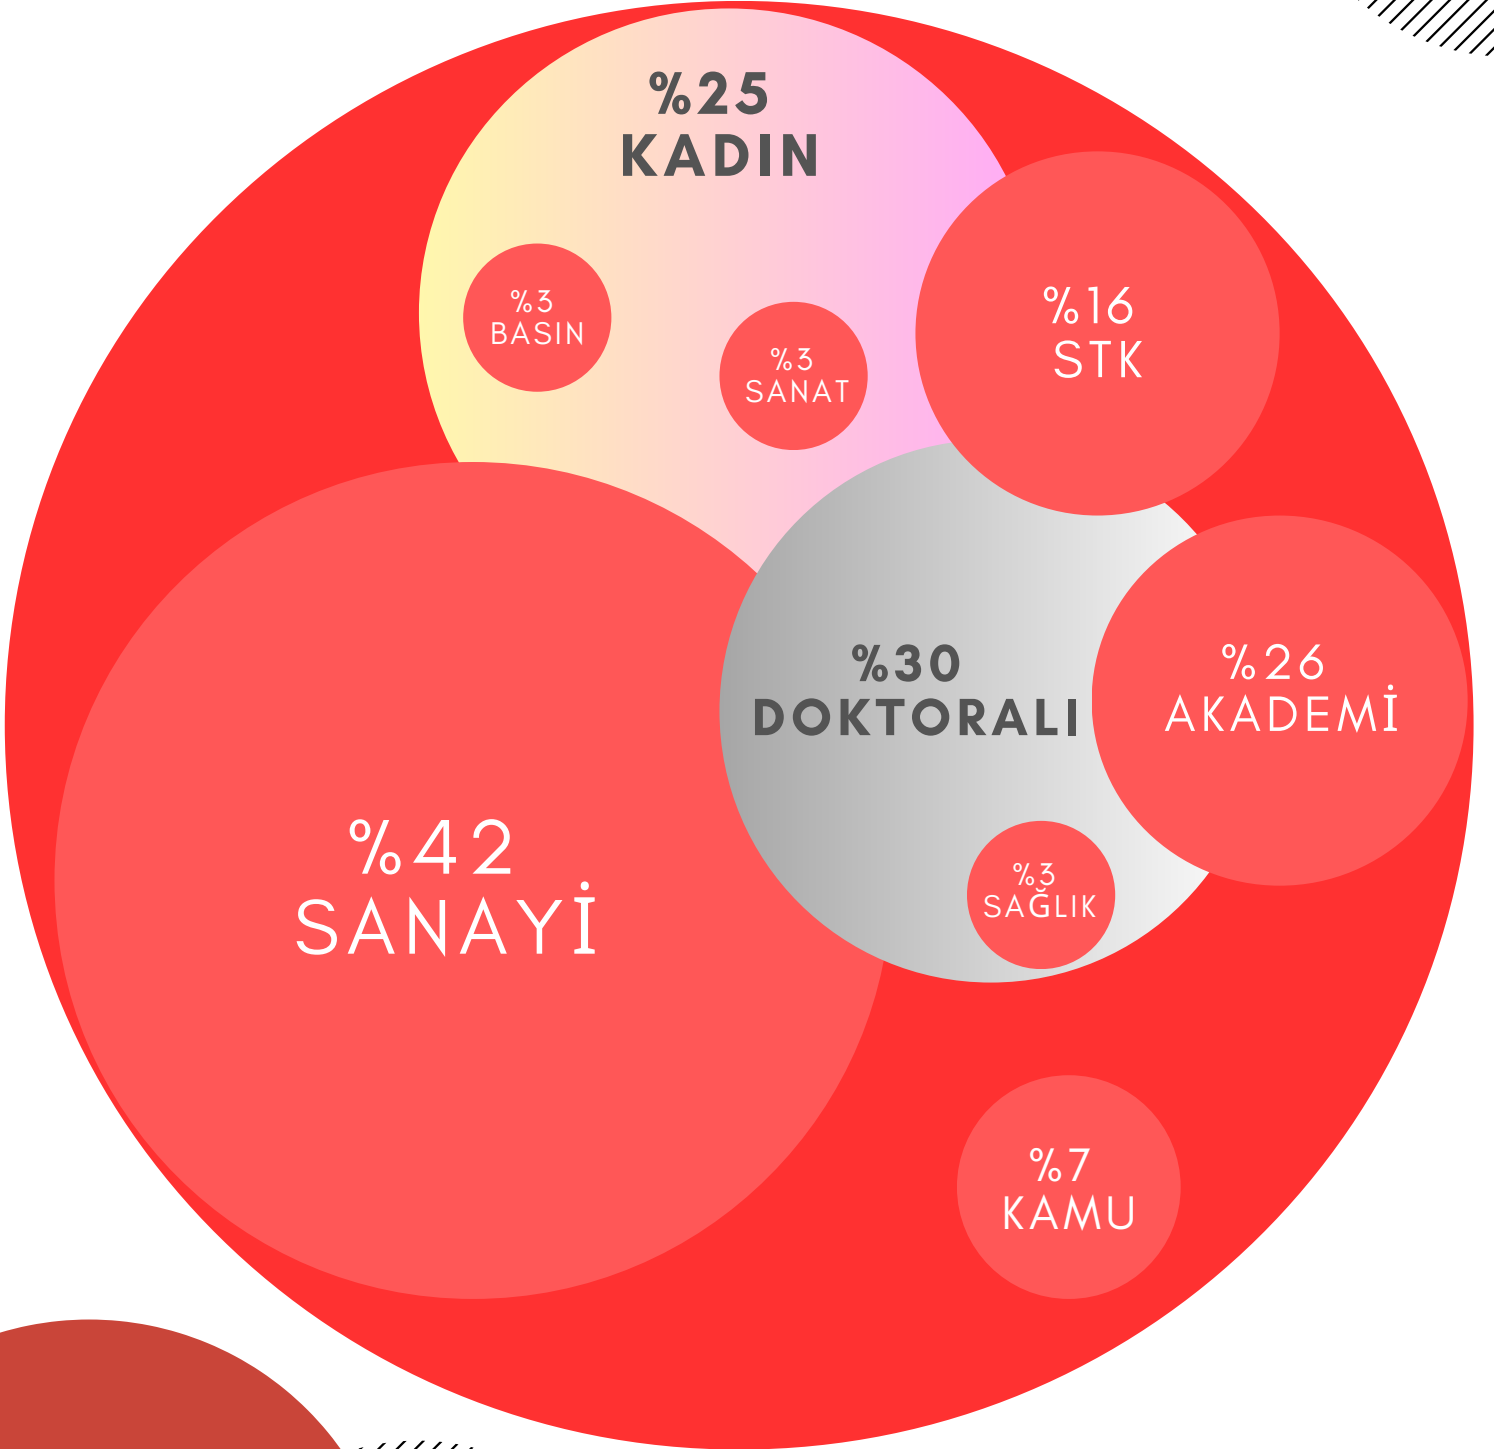 %25
KADIN
%3
BASIN
%3
SANAT
%16
STK
%30
DOKTORALI
%26
AKADEMİ
%42
SANAYİ
%3
SAĞLIK
%7
KAMU